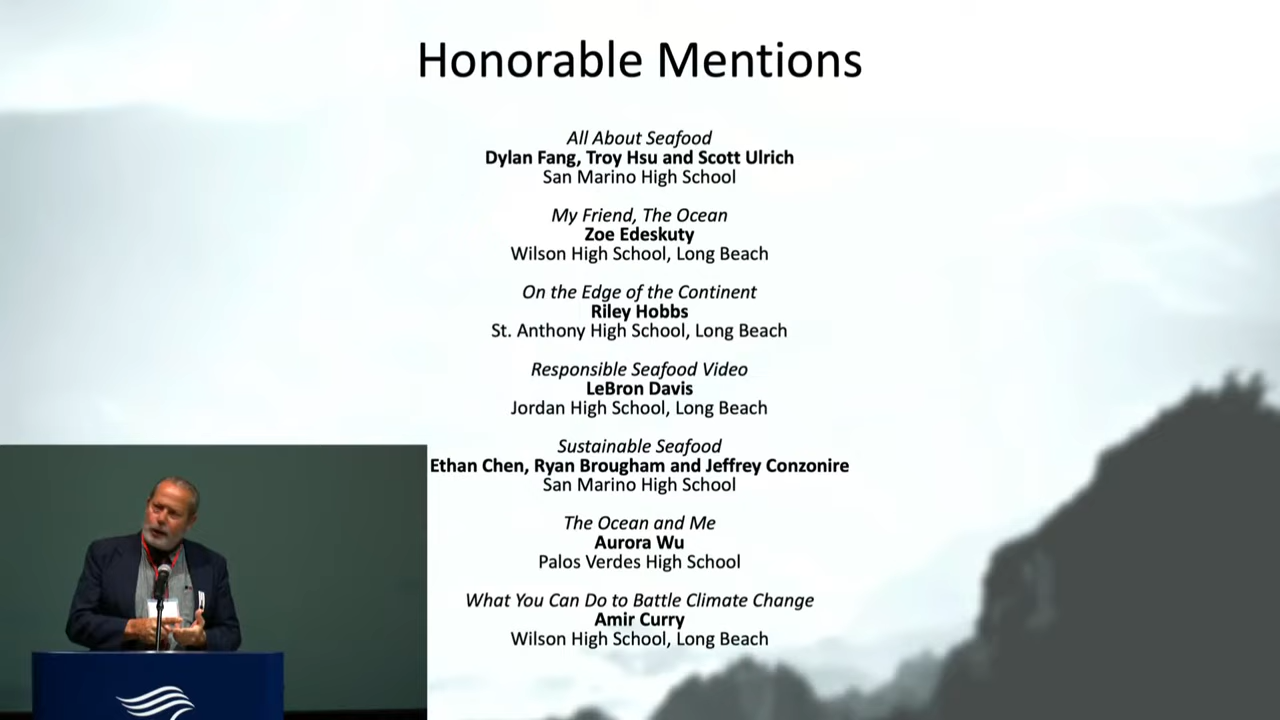 Honorable Mentions
All About Seafood
Dylan Fang, Troy Hsu and Scott Ulrich
San Marino High School
My Friend, The Ocean
Zoe Edeskuty
Wilson High School, Long Beach
On the Edge of the Continent
Riley Hobbs
St. Anthony High School, Long Beach
Responsible Seafood Video
LeBron Davis
Jordan High School, Long Beach
Sustainable Seafood
Ethan Chen, Ryan Brougham and Jeffrey Conzonire
San Marino High School
The Ocean and Me
Aurora Wu
Palos Verdes High School
What You Can Do to Battle Climate Change
Amir Curry
Wilson High School, Long Beach